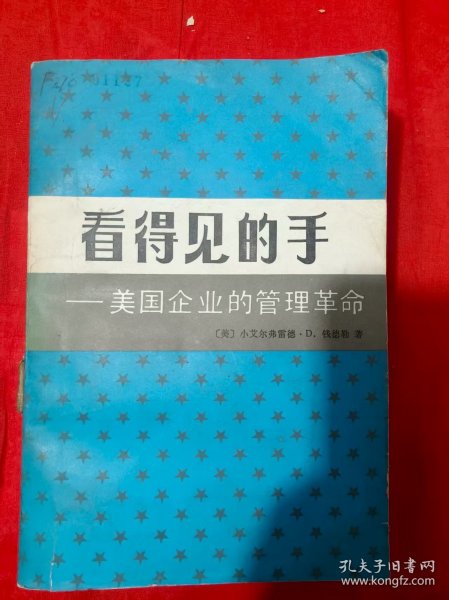 01127
看得见的手
——美国企业的管理革命
〔美〕小艾尔弗雷德·D.钱德勒 著
孔夫子旧书网
www.kongfz.com